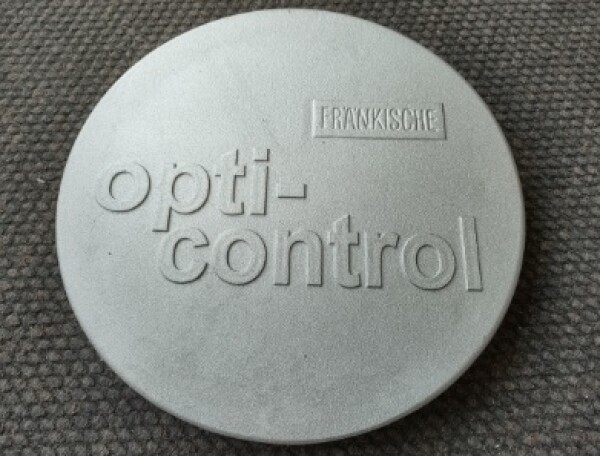 FRÄNKISCHE
opti-
control